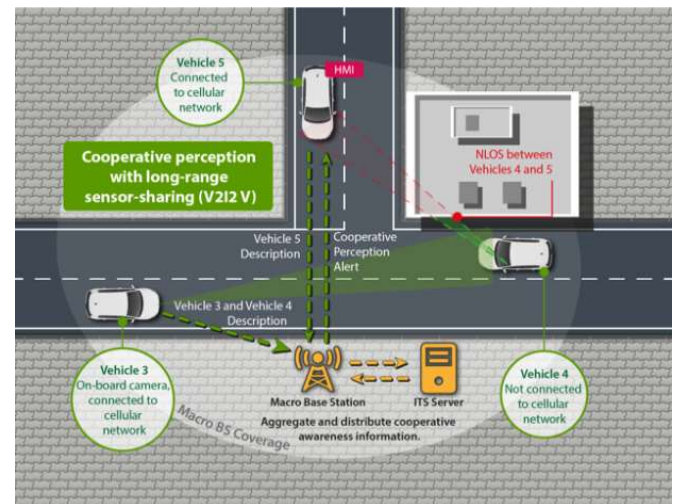 Vehicle 5
Connected
to cellular
network
HMI
Cooperative perception
with long-range
sensor-sharing (V2I2 V)
NLOS between
Vehicles 4 and 5
Vehicle 5
Description
Cooperative
Perception
Alert
Vehicle 3 and Vehicle 4
Description
Vehicle 3
On-board camera,
connected to
cellular
network
Macro BS Coverage
Macro Base Station
ITS Server
Aggregate and distribute cooperative
awareness information.
Vehicle 4
Not connected
to cellular
network